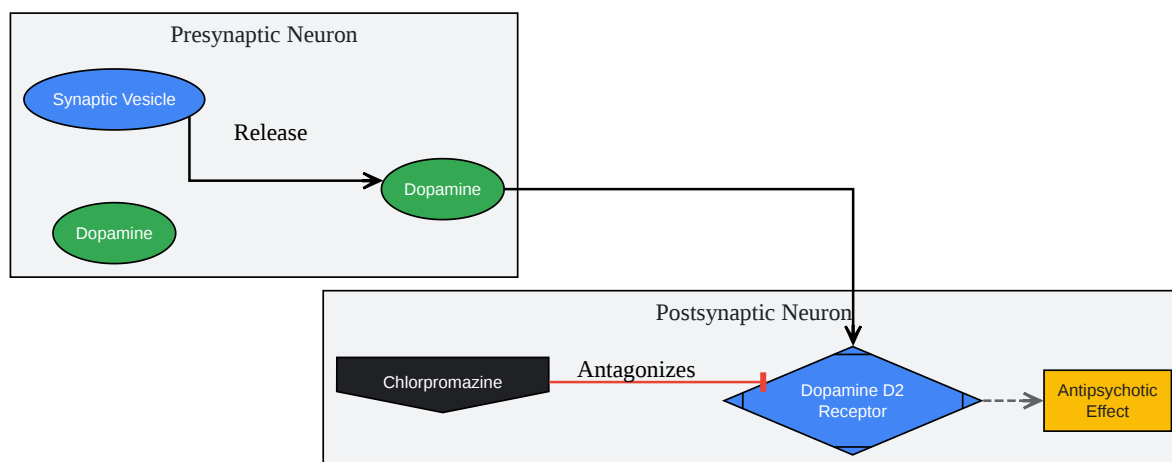 Presynaptic Neuron
Synaptic Vesicle
Release
Dopamine
Dopamine
Postsynaptic Neuron
Chlorpromazine
Antagonizes
Dopamine D2
Receptor
Antipsychotic
Effect